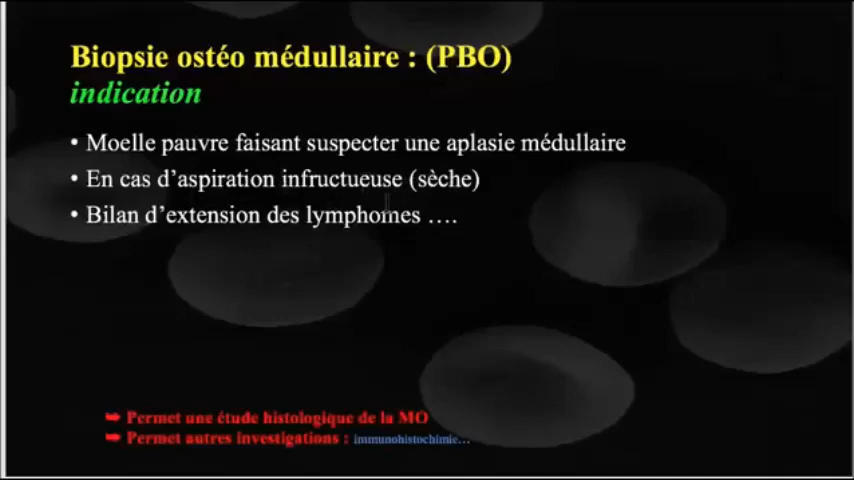 Biopsie ostéo médullaire : (PBO)
indication
• Moelle pauvre faisant suspecter une aplasie médullaire
• En cas d’aspiration infructueuse (sèche)
• Bilan d’extension des lymphomes ….
➥ Permet une étude histologique de la MO
➥ Permet autres investigations : immunohistochimie…